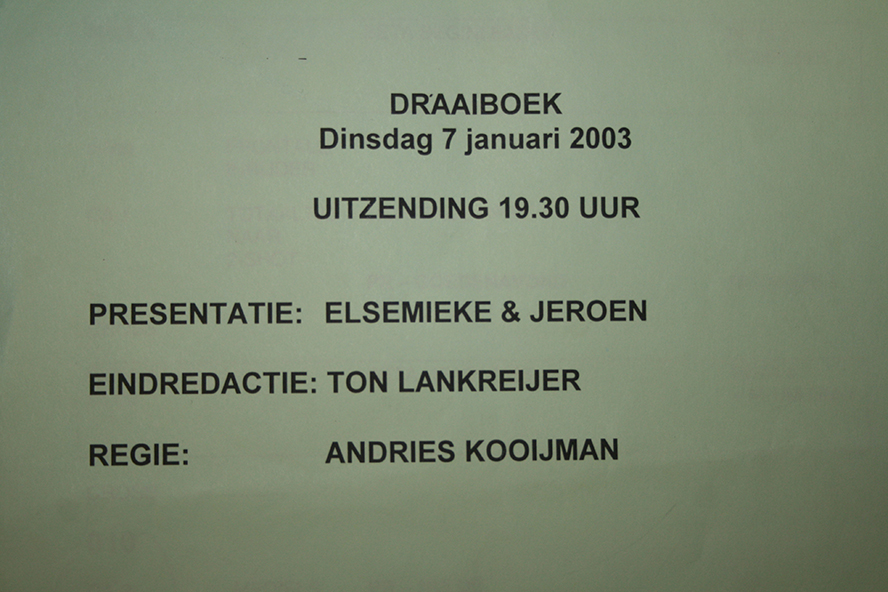 DRAAIBOEK
Dinsdag 7 januari 2003
UITZENDING 19.30 UUR
PRESENTATIE: ELSEMIEKE & JEROEN
EINDREDACTIE: TON LANKREIJER
REGIE: ANDRIES KOOIJMAN